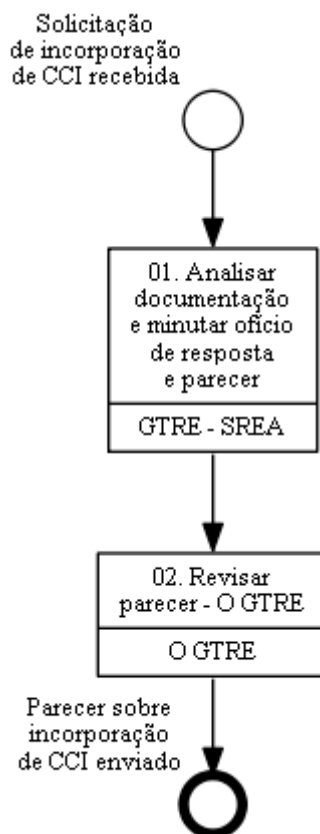 Solicitação
de incorporação
de CCI recebida
01. Analisar
documentação
e minutar ofício
de resposta
e parecer
GTRE - SREA
02. Revisar
parecer - O GTRE
O GTRE
Parecer sobre
incorporação
de CCI enviado